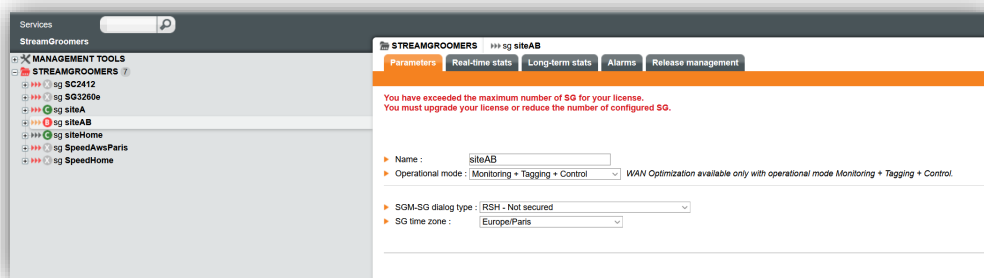 Services
StreamGroomers
MANAGEMENT TOOLS
STREAMGROOMERS ?
X sg SC2412
X sg SG3260e
C sg siteA
B sg siteAB
C sg siteHome
X sg SpeedAwsParis
X sg SpeedHome
STREAMGROOMERS sg siteAB
Parameters Real-time stats Long-term stats Alarms Release management
You have exceeded the maximum number of SG for your license.
You must upgrade your license or reduce the number of configured SG.
Name : siteAB
Operational mode : Monitoring + Tagging + Control WAN Optimization available only with operational mode Monitoring + Tagging + Control.
SGM-SG dialog type : RSH - Not secured
SG time zone : Europe/Paris